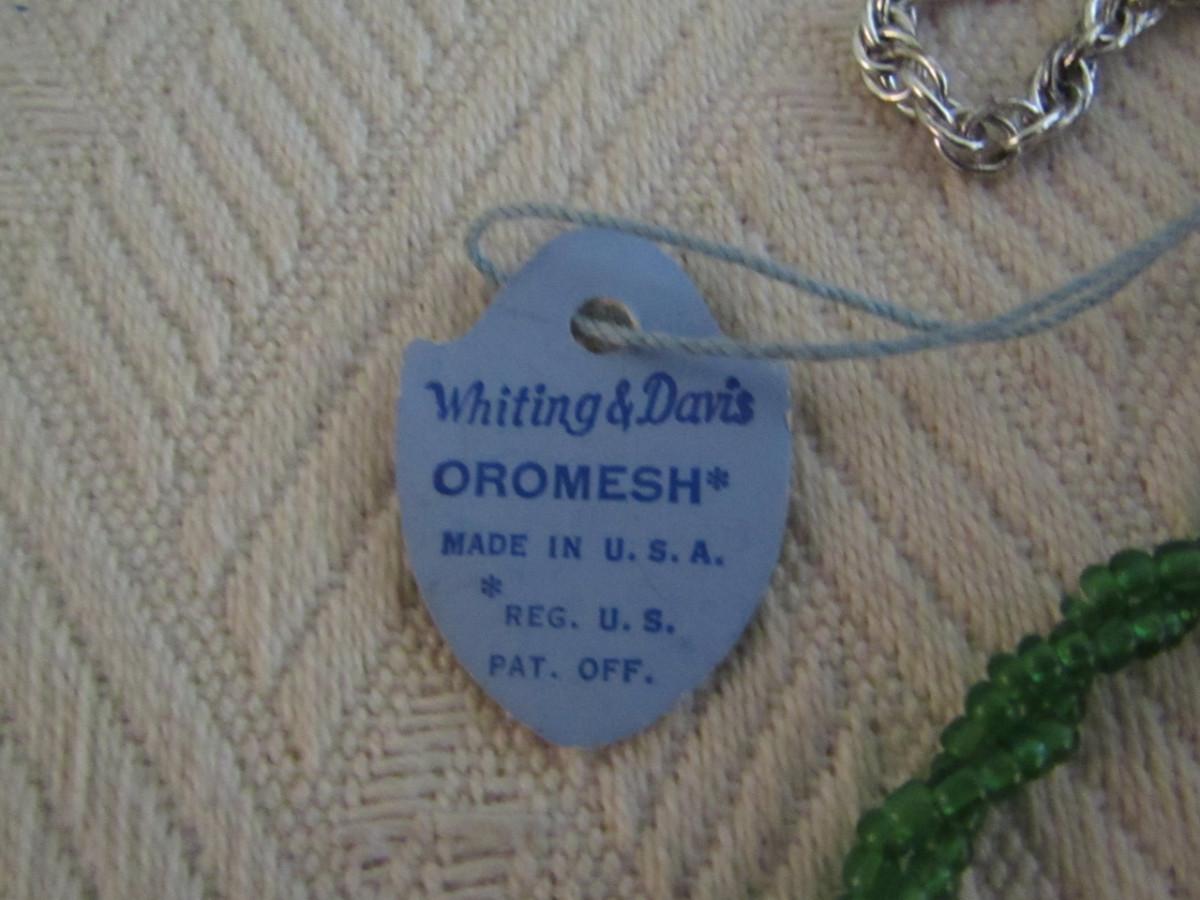 Whiting & Davis
OROMESH*
MADE IN U.S.A.
*REG. U.S.
PAT. OFF.